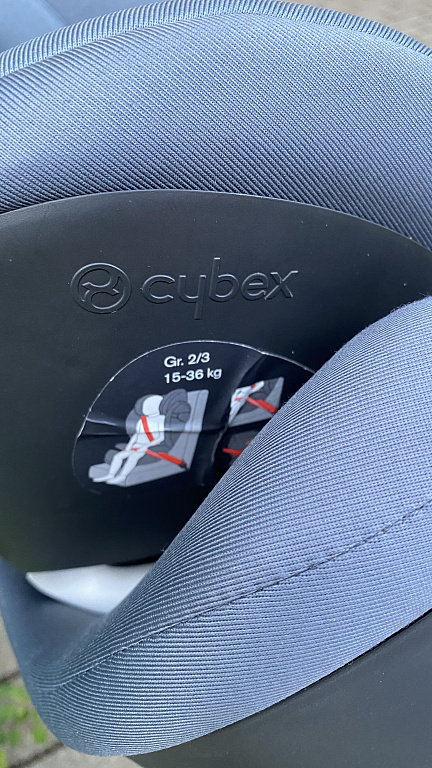 cybex
Gr. 2/3
15-36 kg